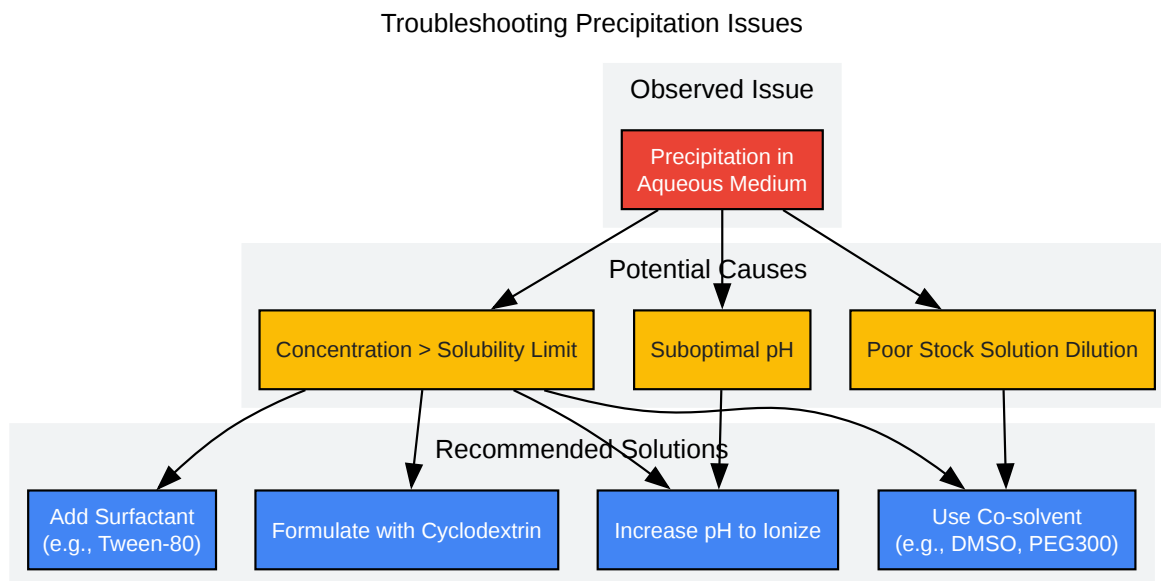 Troubleshooting Precipitation Issues
Observed Issue
Precipitation in
Aqueous Medium
Potential Causes
Concentration > Solubility Limit
Suboptimal pH
Poor Stock Solution Dilution
Recommended Solutions
Add Surfactant
(e.g., Tween-80)
Formulate with Cyclodextrin
Increase pH to Ionize
Use Co-solvent
(e.g., DMSO, PEG300)